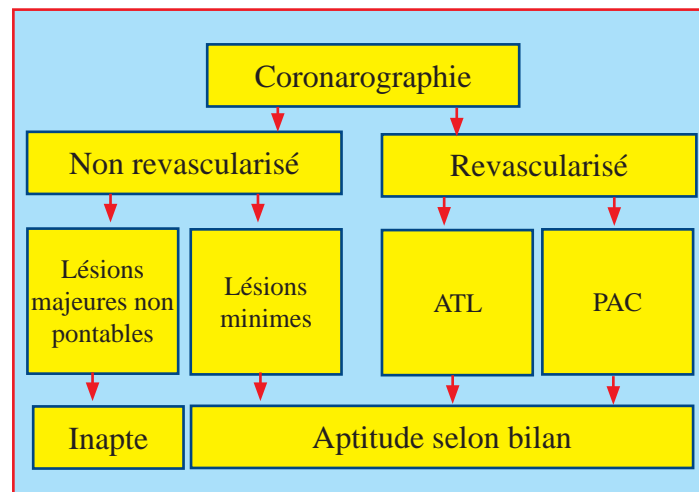 Coronarographie
Non revascularisé
Revascularisé
Lésions
majeures non
pontables
Lésions
minimes
ATL
PAC
Inapte
Aptitude selon bilan